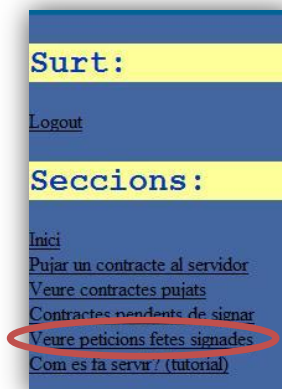 Surt:
Logout
Seccions:
Inici
Pujar un contracte al servidor
Veure contractes pujats
Contractes pendents de signar
Veure peticions fetes signades
Com es fa servir? (tutorial)